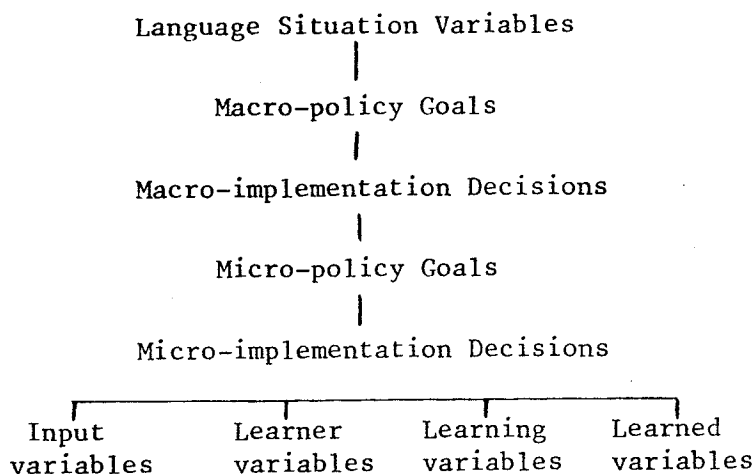 Language Situation Variables
Macro-policy Goals
Macro-implementation Decisions
Micro-policy Goals
Micro-implementation Decisions
Input Learner Learning Learned
variables variables variables variables